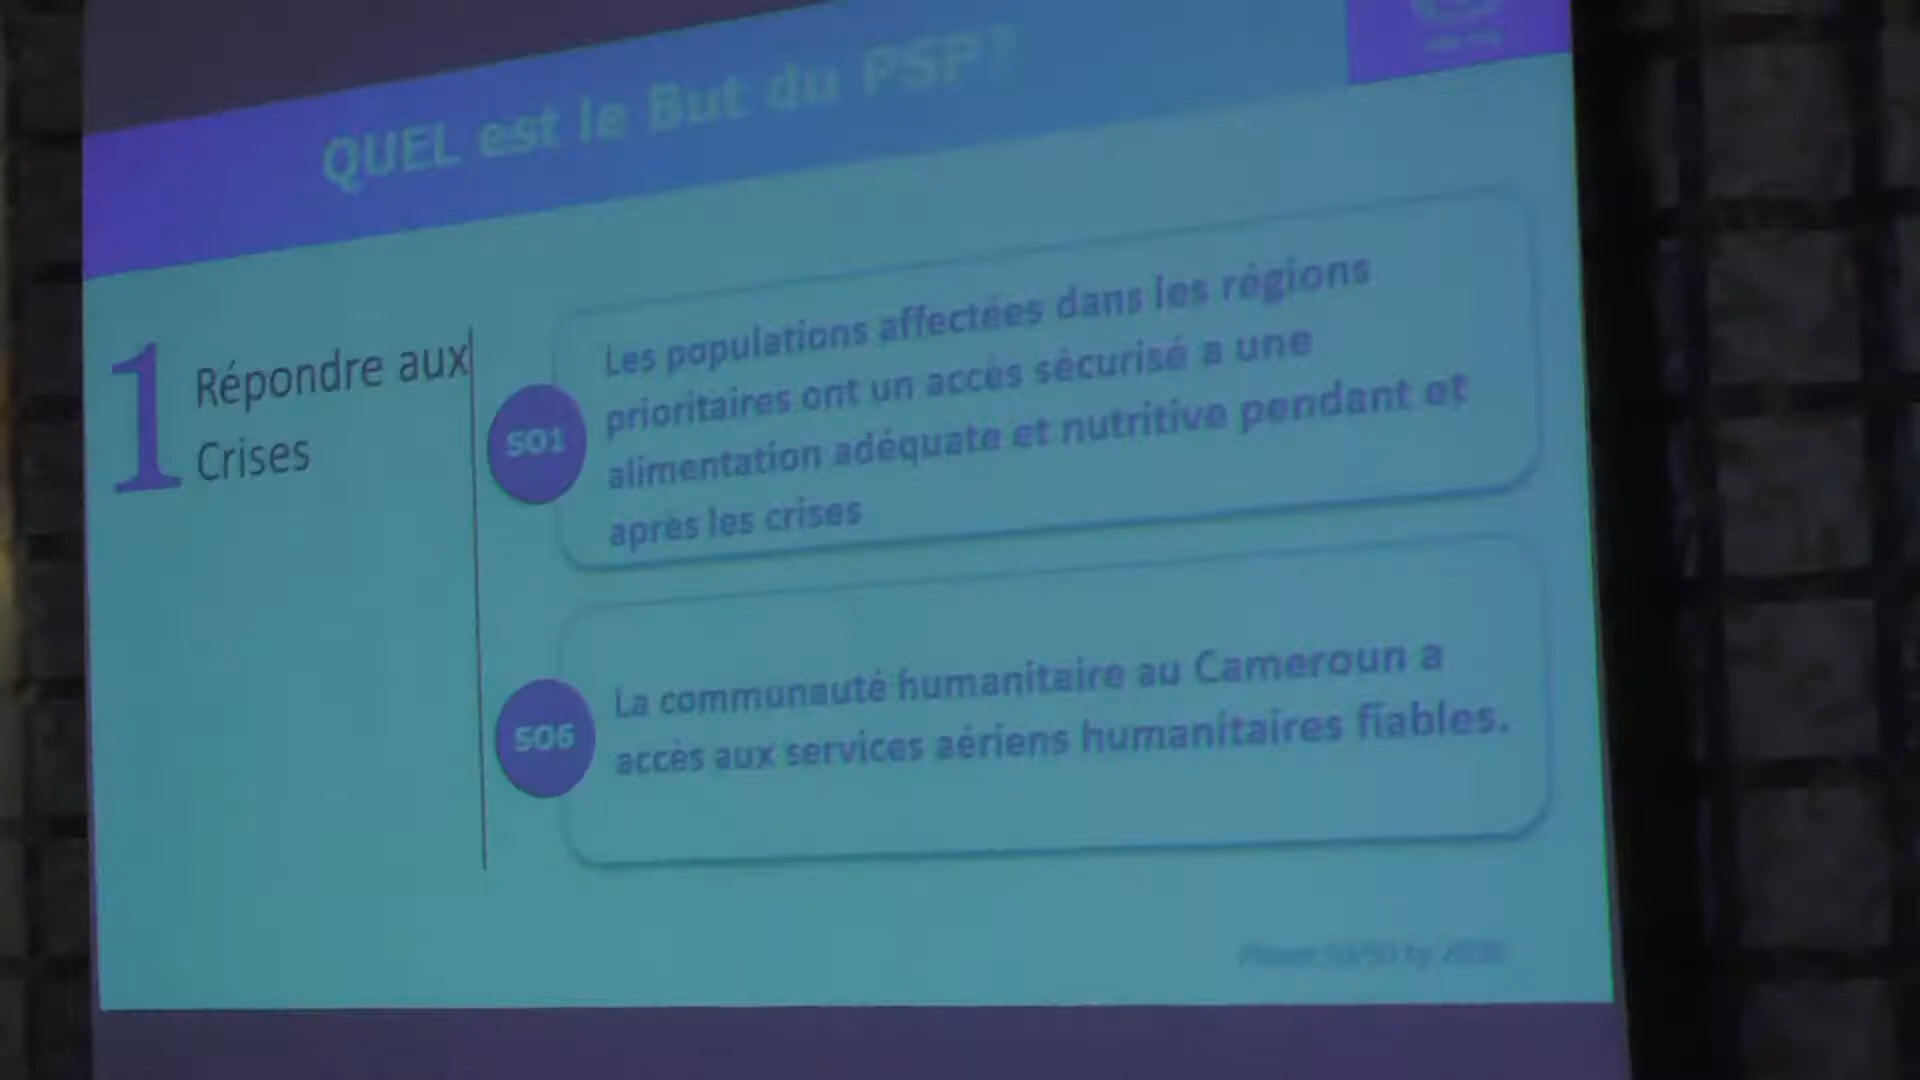 QUEL est le But du PSP?
1
Répondre aux
Crises
SO1
Les populations affectées dans les régions
prioritaires ont un accès sécurisé a une
alimentation adéquate et nutritive pendant et
après les crises
SO6
La communauté humanitaire au Cameroun a
accès aux services aériens humanitaires fiables.